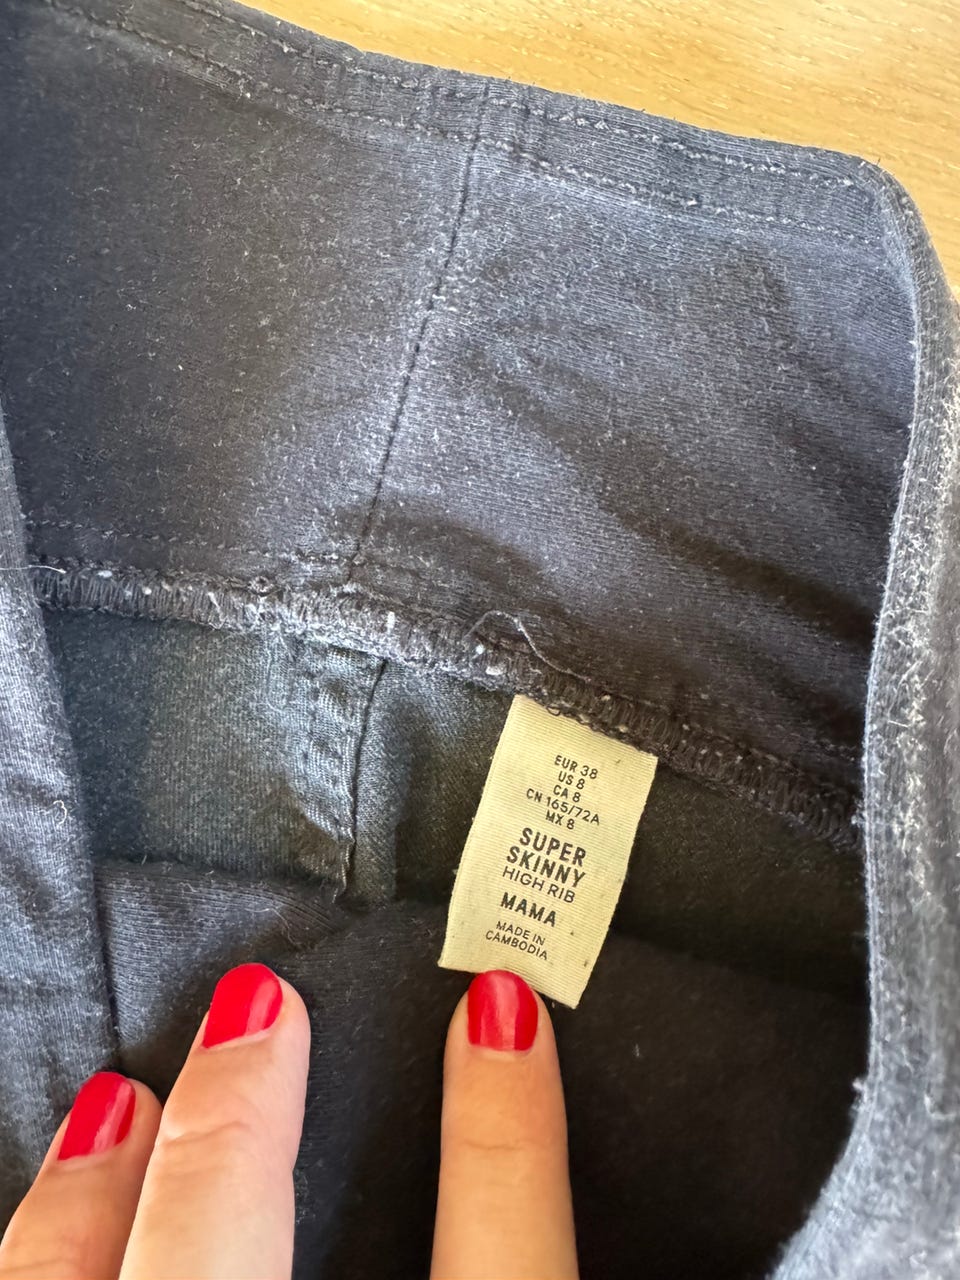 EUR 38
US 8
CA 8
CN 165/72A
MX 8
SUPER
SKINNY
HIGH RIB
MAMA
MADE IN
CAMBODIA